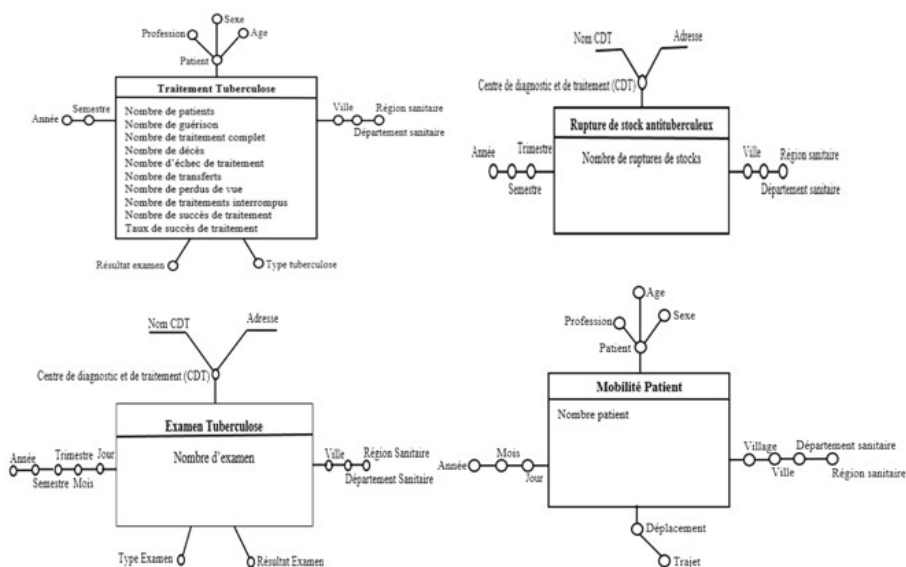 Sexe
Profession
Age
Patient
Traitement Tuberculose
Nombre de patients
Nombre de guérison
Nombre de traitement complet
Nombre de décès
Nombre d'échec de traitement
Nombre de transferts
Nombre de perdus de vue
Nombre de traitements interrompus
Nombre de succès de traitement
Taux de succès de traitement
Année
Semestre
Ville
Région sanitaire
Département sanitaire
Résultat examen
Type tuberculose
Nom CDT
Adresse
Centre de diagnostic et de traitement (CDT)
Rupture de stock antituberculeux
Nombre de ruptures de stocks
Année
Trimestre
Semestre
Ville
Région sanitaire
Département sanitaire
Nom CDT
Adresse
Centre de diagnostic et de traitement (CDT)
Examen Tuberculose
Nombre d'examen
Année
Trimestre
Jour
Semestre
Mois
Ville
Région Sanitaire
Département Sanitaire
Type Examen
Résultat Examen
Age
Sexe
Profession
Patient
Mobilité Patient
Nombre patient
Année
Mois
Jour
Village
Département sanitaire
Ville
Région sanitaire
Déplacement
Trajet